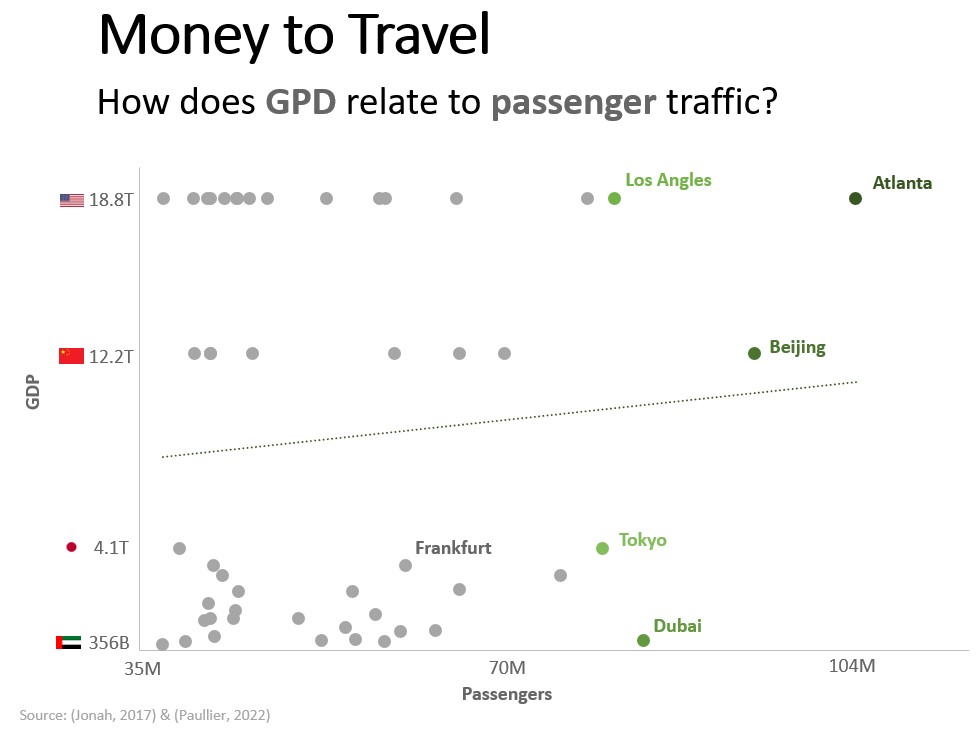 Money to Travel
How does GPD relate to passenger traffic?
Los Angles
Atlanta
18.8T
Beijing
12.2T
GDP
Tokyo
4.1T
Frankfurt
Dubai
356B
35M
70M
104M
Passengers
Source: (Jonah, 2017) & (Paullier, 2022)